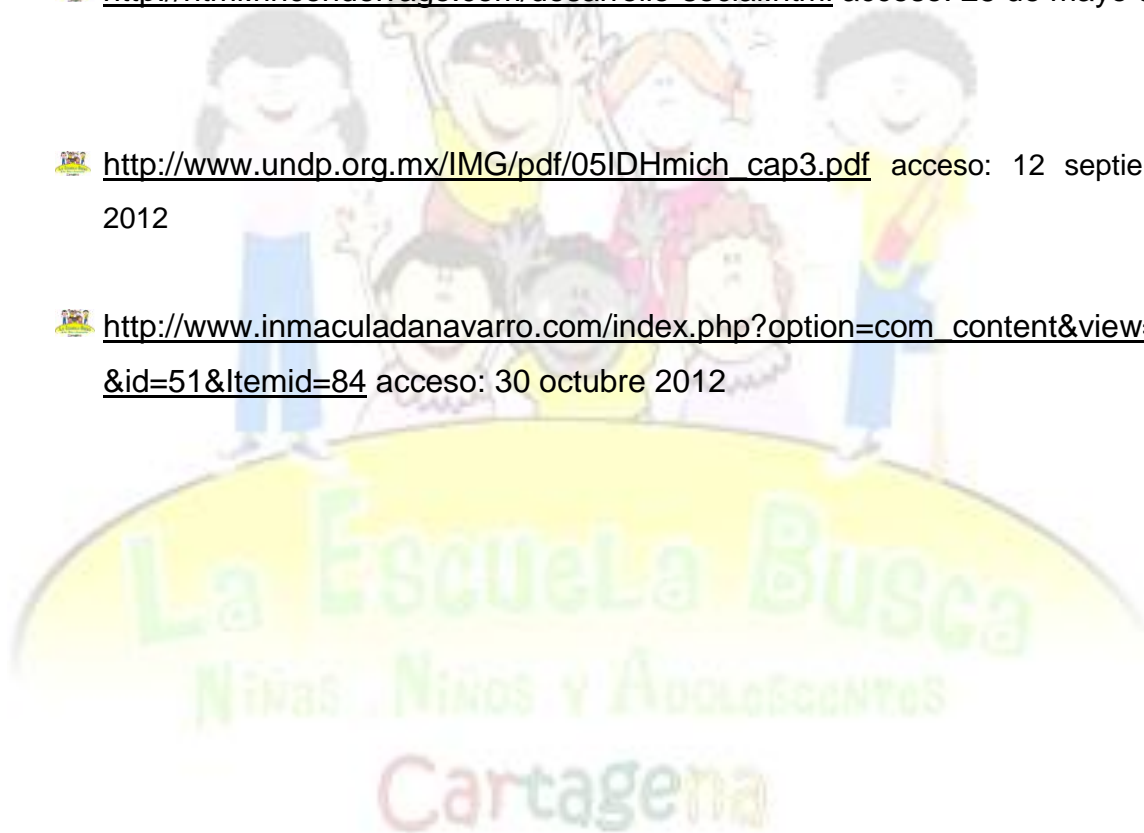 http://www.undp.org.mx/IMG/pdf/05IDHmich_cap3.pdf acceso: 12 septie
2012
http://www.inmaculadanavarro.com/index.php?option=com_content&view
&id=51&Itemid=84 acceso: 30 octubre 2012
La Escuela Busca
Niñas, Niños y Adolescentes
Cartagena